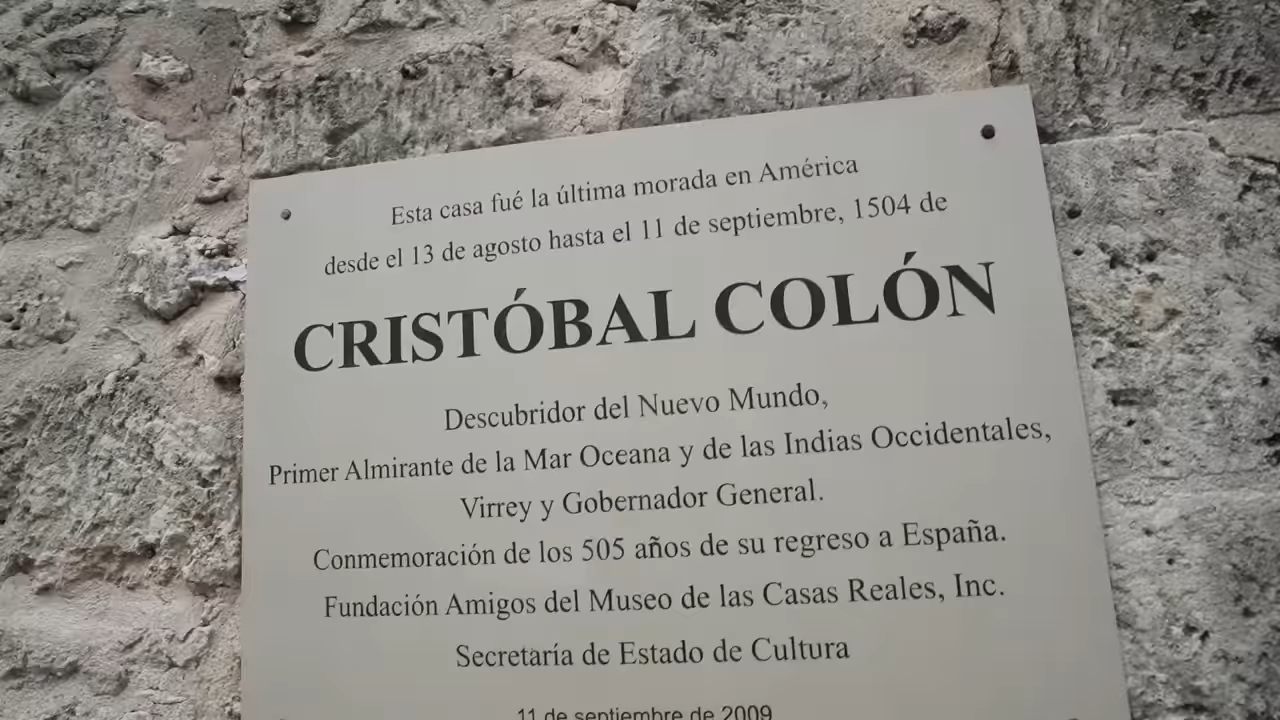 Esta casa fué la última morada en América
desde el 13 de agosto hasta el 11 de septiembre, 1504 de
CRISTÓBAL COLÓN
Descubridor del Nuevo Mundo,
Primer Almirante de la Mar Oceana y de las Indias Occidentales,
Virrey y Gobernador General.
Conmemoración de los 505 años de su regreso a España.
Fundación Amigos del Museo de las Casas Reales, Inc.
Secretaría de Estado de Cultura
11 de septiembre de 2009